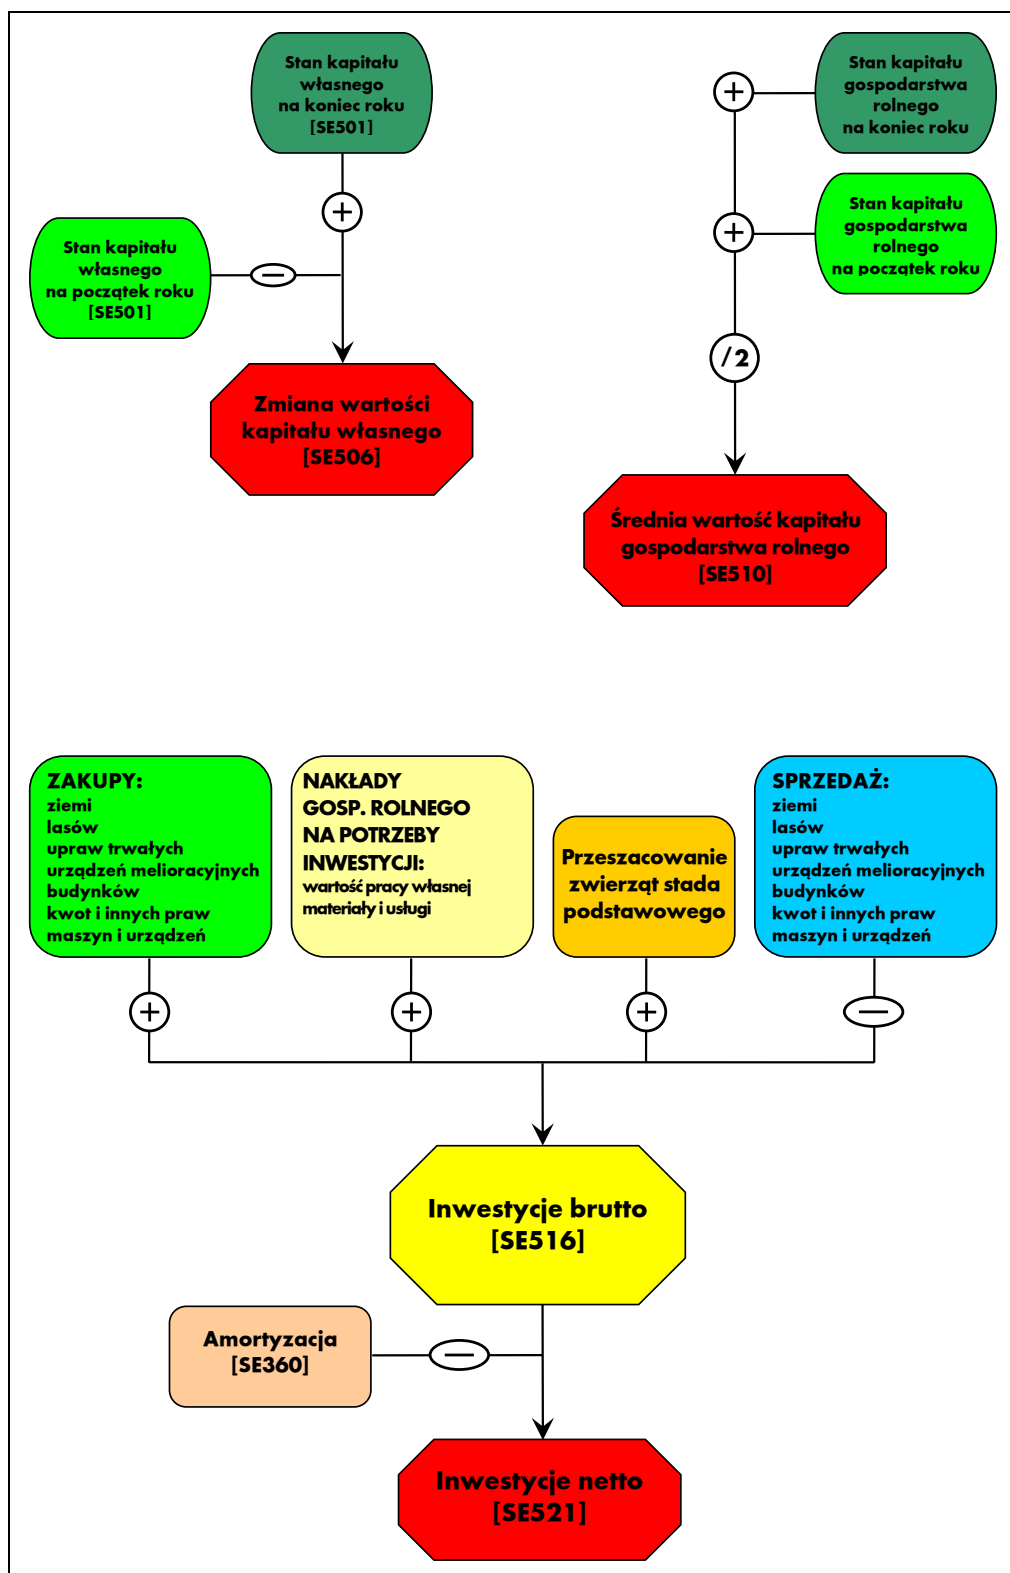 Stan kapitału
własnego
na koniec roku
[SE501]
+
Stan kapitału
własnego
na początek roku
[SE501]
−
Zmiana wartości
kapitału własnego
[SE506]
Stan kapitału
gospodarstwa
rolnego
na koniec roku
+
Stan kapitału
gospodarstwa
rolnego
na początek roku
+
/2
Średnia wartość kapitału
gospodarstwa rolnego
[SE510]
ZAKUPY:
ziemi
lasów
upraw trwałych
urządzeń melioracyjnych
budynków
kwot i innych praw
maszyn i urządzeń
NAKŁADY
GOSP. ROLNEGO
NA POTRZEBY
INWESTYCJI:
wartość pracy własnej
materiały i usługi
Przeszacowanie
zwierząt stada
podstawowego
SPRZEDAŻ:
ziemi
lasów
upraw trwałych
urządzeń melioracyjnych
budynków
kwot i innych praw
maszyn i urządzeń
+
+
+
−
Inwestycje brutto
[SE516]
Amortyzacja
[SE360]
−
Inwestycje netto
[SE521]